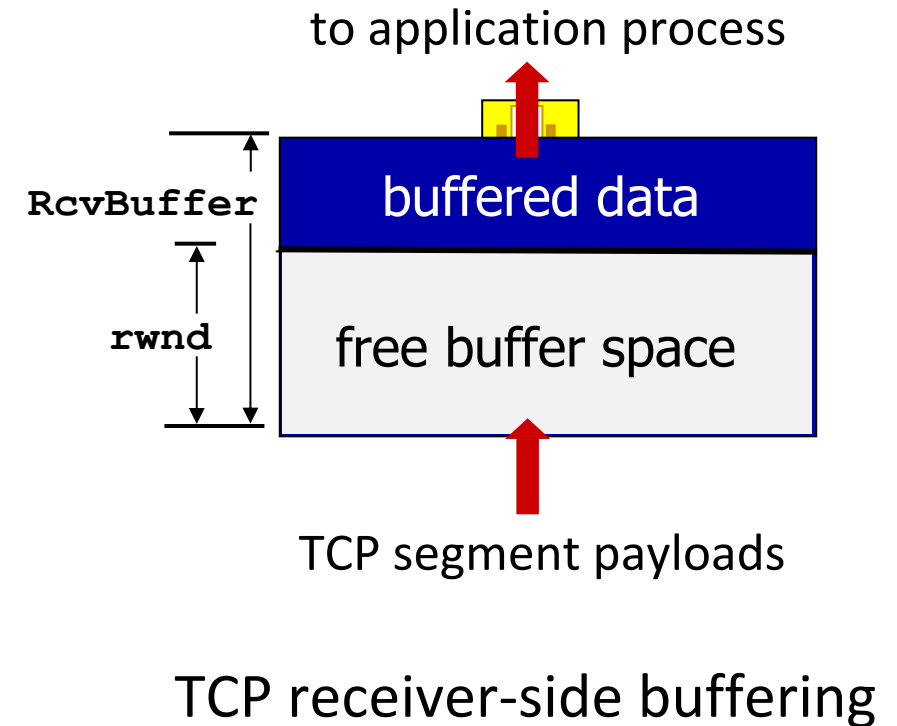 to application process
RcvBuffer
buffered data
rwnd
free buffer space
TCP segment payloads
TCP receiver-side buffering